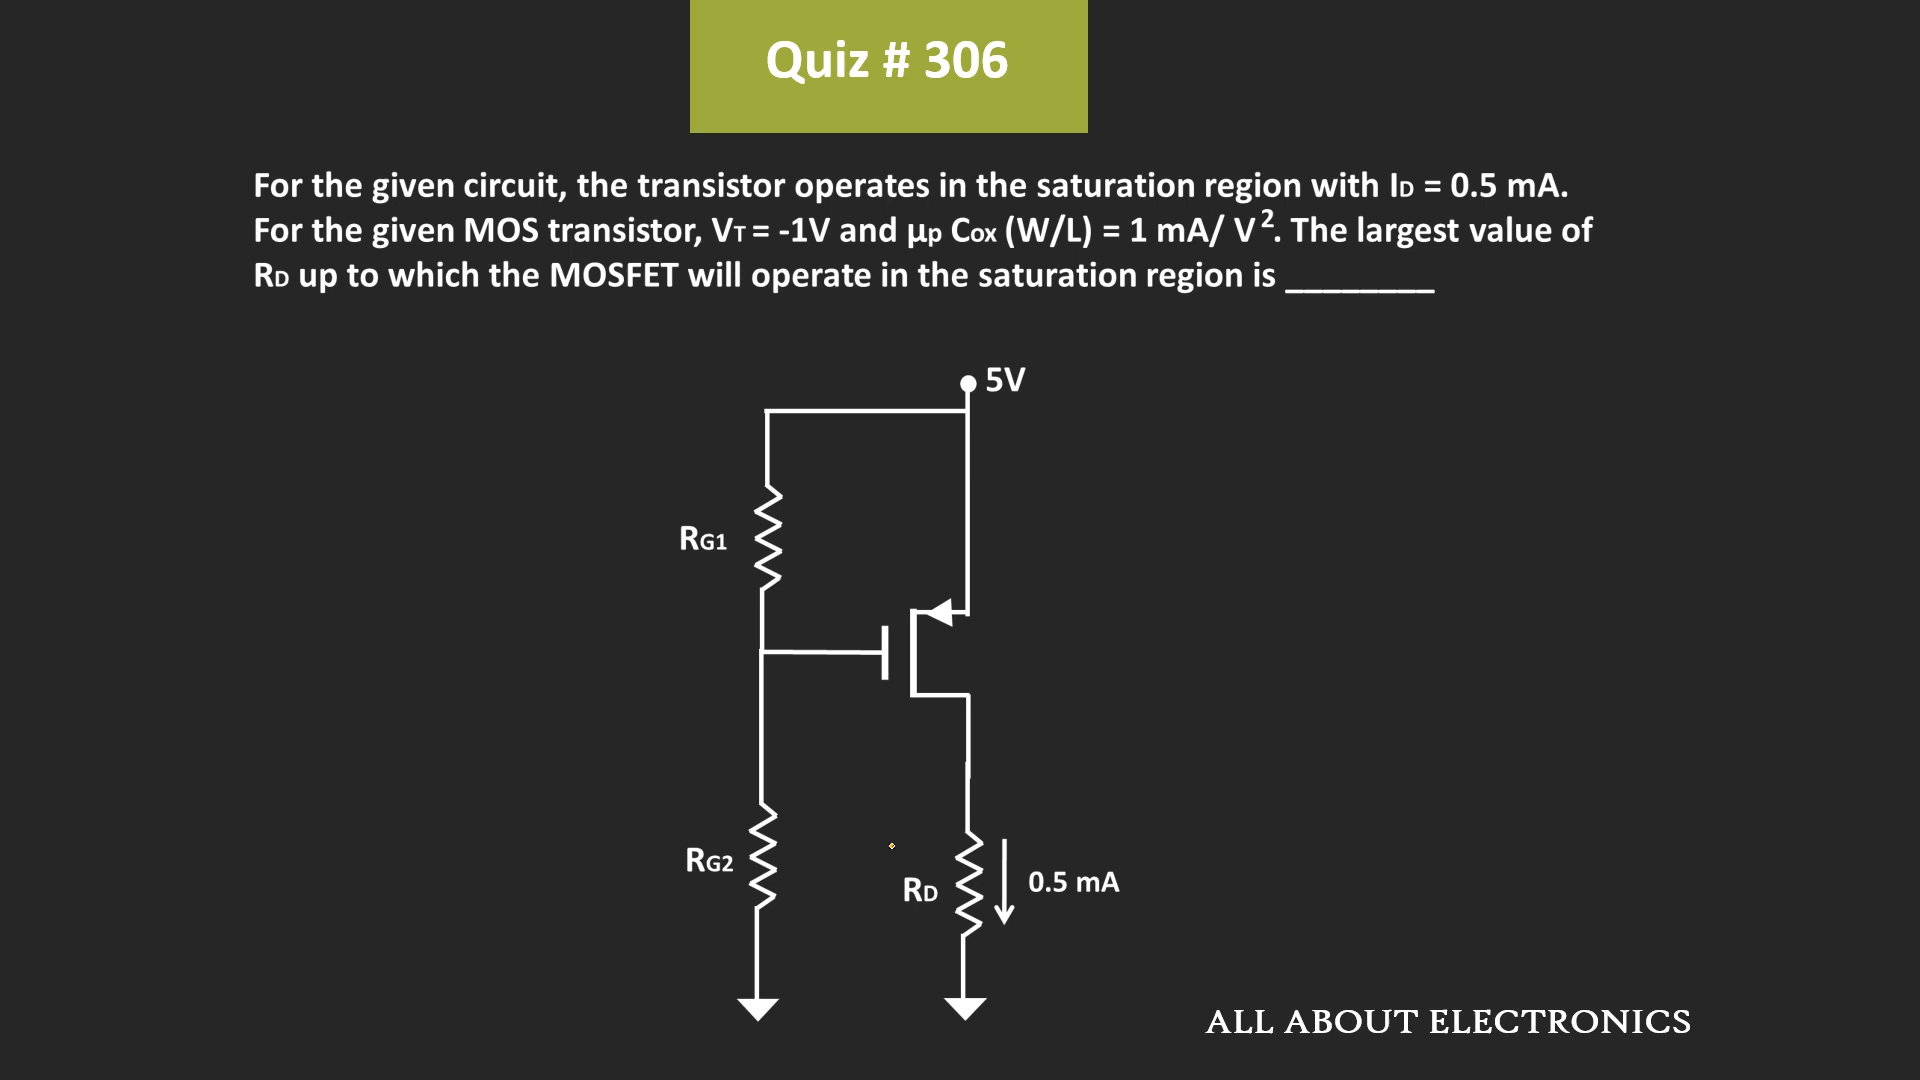 Quiz # 306
For the given circuit, the transistor operates in the saturation region with ID = 0.5 mA.
For the given MOS transistor, VT = -1V and µp Cox (W/L) = 1 mA/ V². The largest value of
RD up to which the MOSFET will operate in the saturation region is ________
5V
RG1
RG2
RD
0.5 mA
ALL ABOUT ELECTRONICS